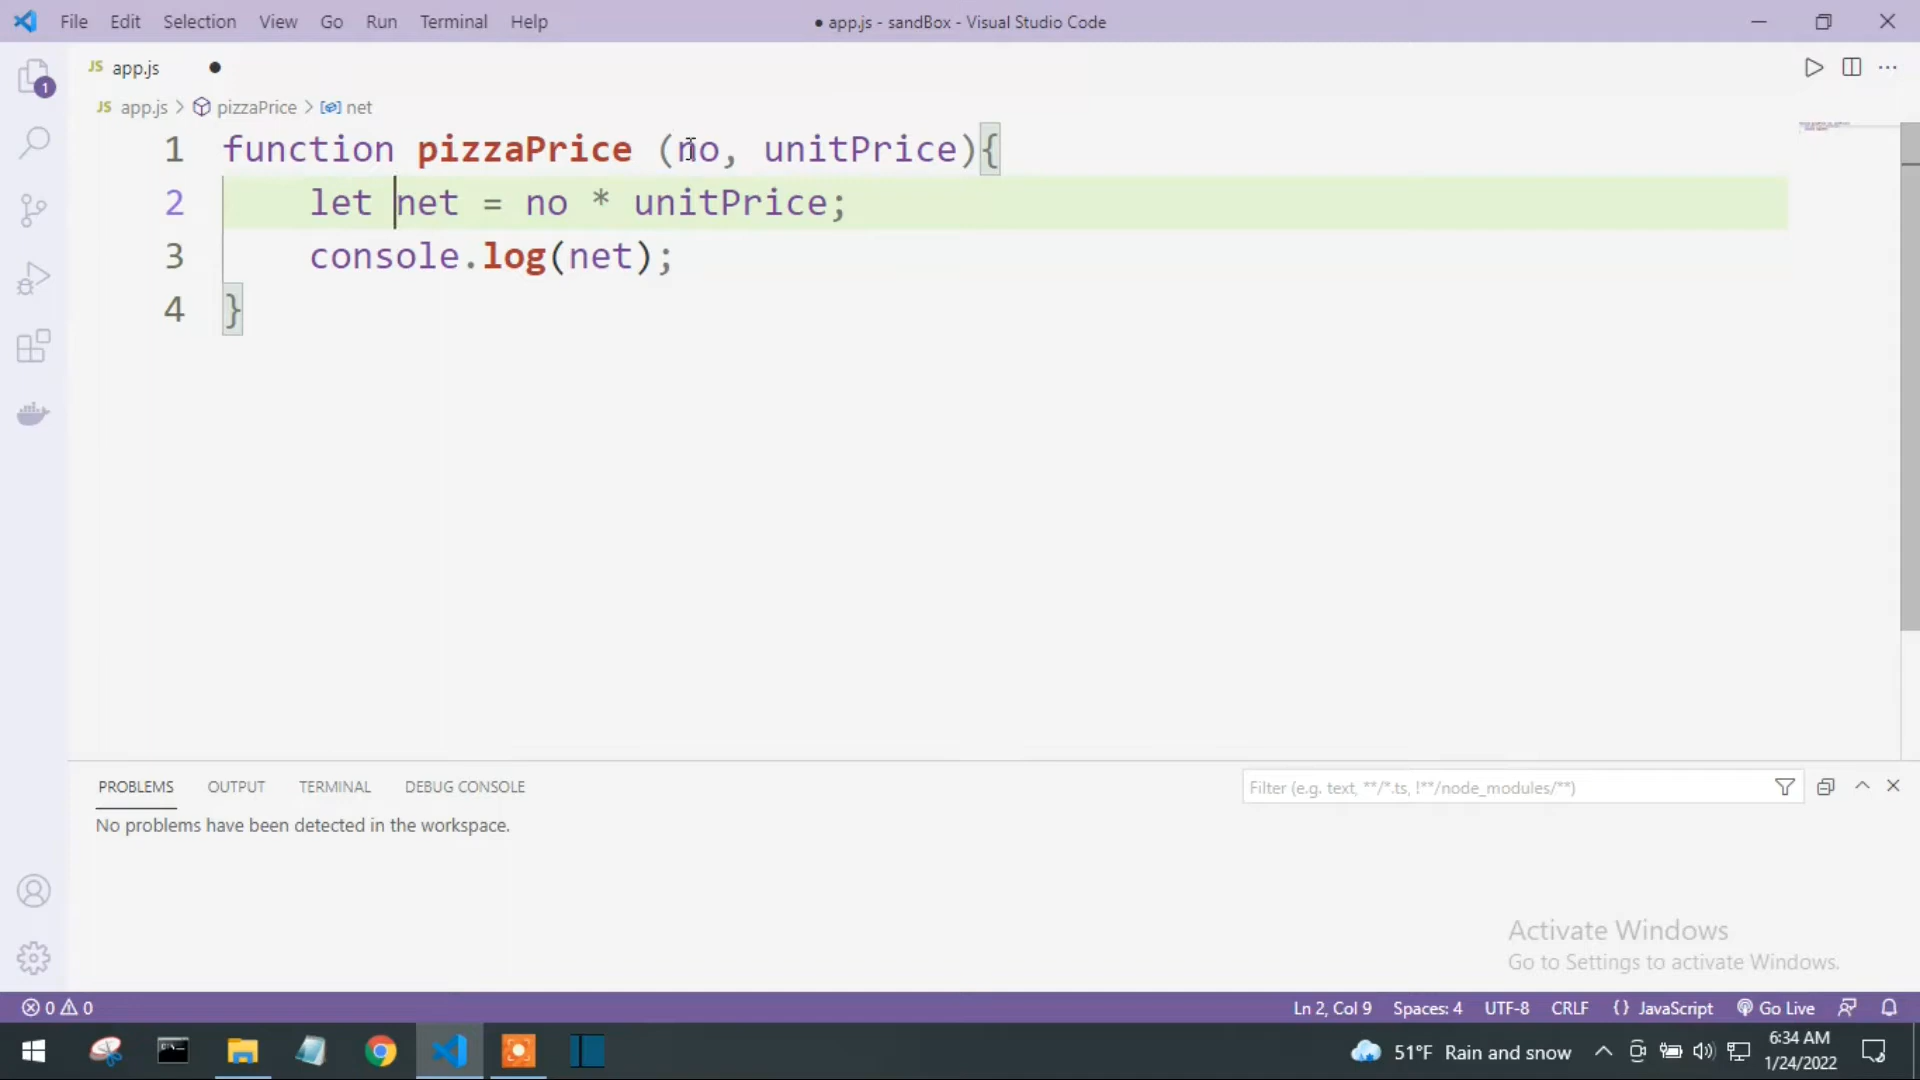 File Edit Selection View Go Run Terminal Help ● app.js - sandBox - Visual Studio Code
JS app.js ●
1
JS app.js > pizzaPrice > net
1 function pizzaPrice (no, unitPrice){
2 let net = no * unitPrice;
3 console.log(net);
4 }
PROBLEMS OUTPUT TERMINAL DEBUG CONSOLE Filter (e.g. text, **/*.ts, !**/node_modules/**)
No problems have been detected in the workspace.
Activate Windows
Go to Settings to activate Windows.
0 0 Ln 2, Col 9 Spaces: 4 UTF-8 CRLF {} JavaScript Go Live
51°F Rain and snow 6:34 AM
1/24/2022